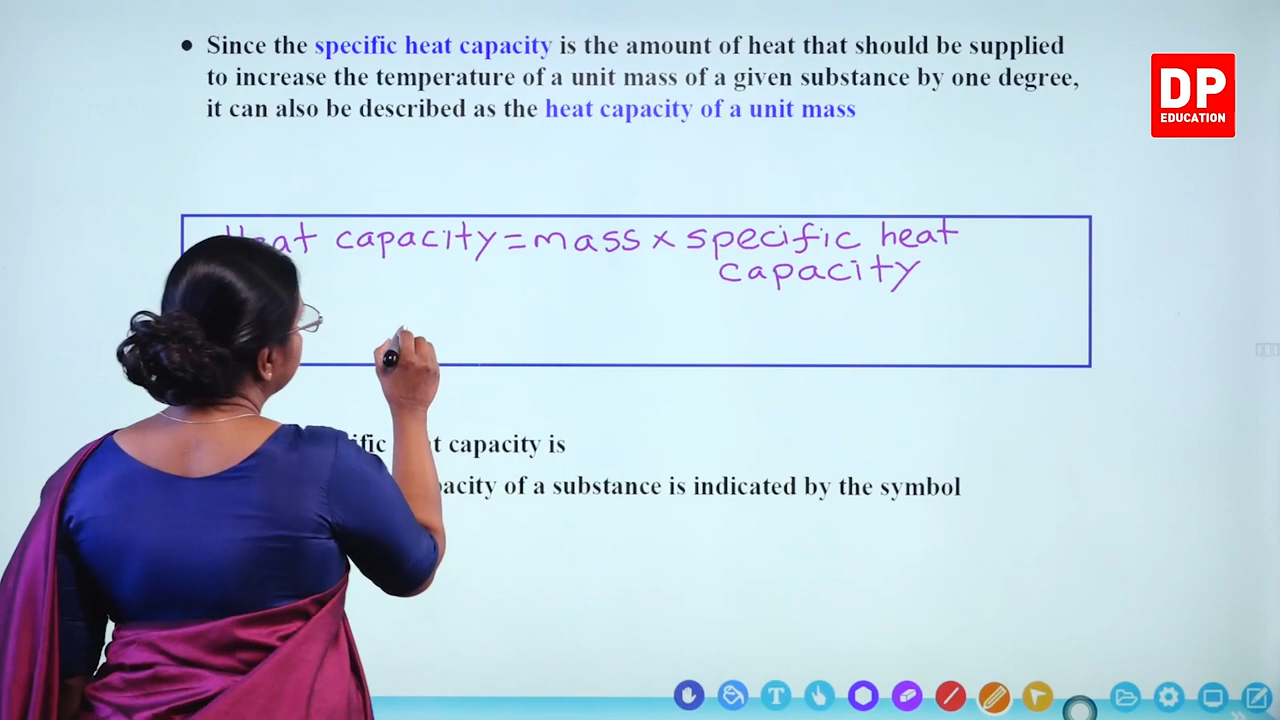 • Since the specific heat capacity is the amount of heat that should be supplied
to increase the temperature of a unit mass of a given substance by one degree,
it can also be described as the heat capacity of a unit mass
DP
EDUCATION
Heat capacity = mass × specific heat
capacity
capacity is
of a substance is indicated by the symbol